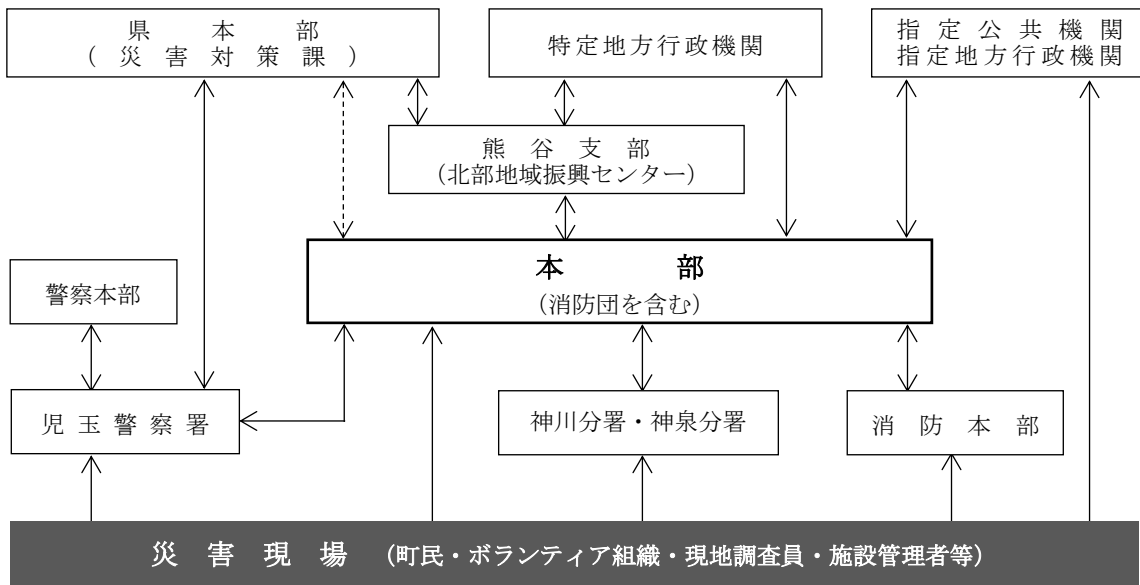 県本部
（災害対策課）
特定地方行政機関
指定公共機関
指定地方行政機関
熊谷支部
（北部地域振興センター）
本部
（消防団を含む）
警察本部
児玉警察署
神川分署・神泉分署
消防本部
災害現場（町民・ボランティア組織・現地調査員・施設管理者等）